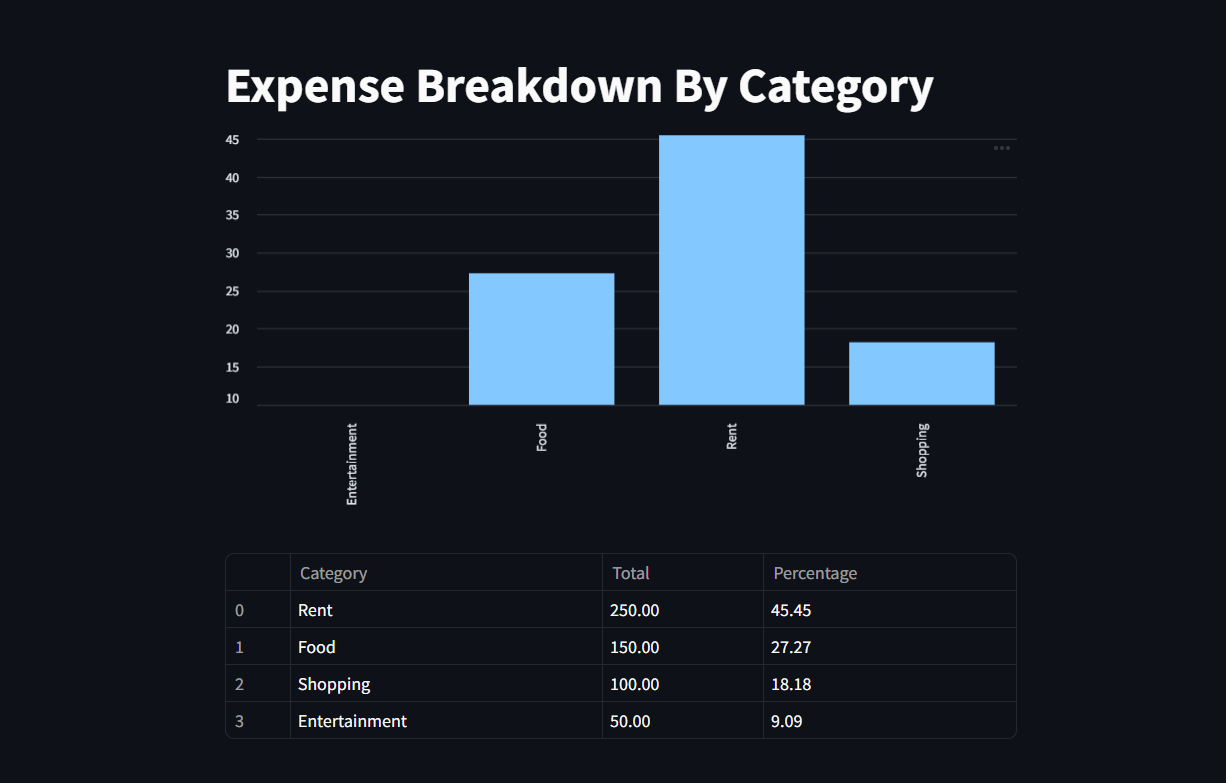 Expense Breakdown By Category
45
40
35
30
25
20
15
10
Entertainment
Food
Rent
Shopping
Category Total Percentage
0 Rent 250.00 45.45
1 Food 150.00 27.27
2 Shopping 100.00 18.18
3 Entertainment 50.00 9.09